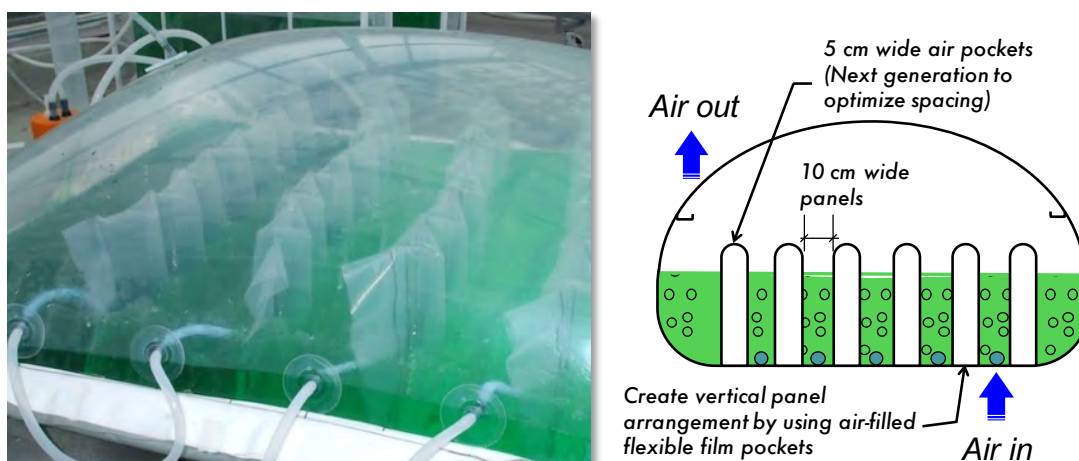 5 cm wide air pockets
(Next generation to
optimize spacing)
Air out
10 cm wide
panels
Create vertical panel
arrangement by using air-filled
flexible film pockets
Air in